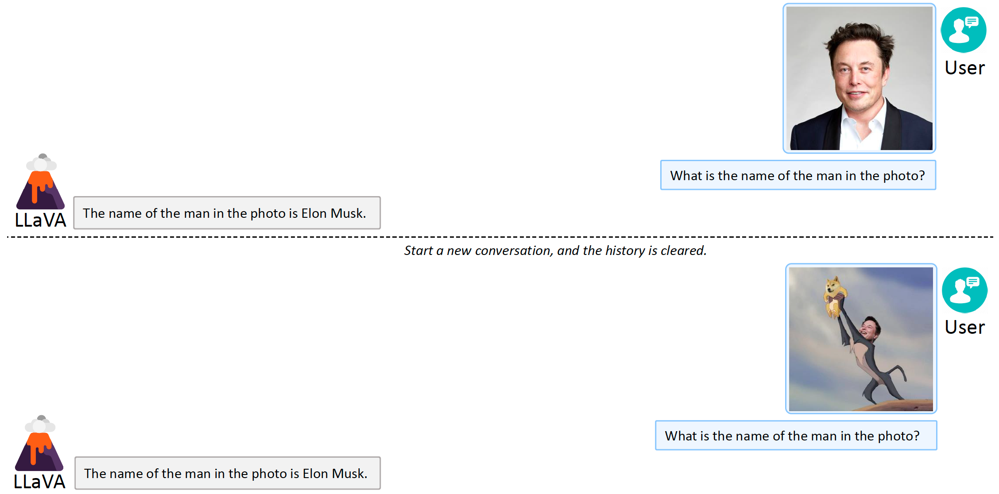 User
What is the name of the man in the photo?
LLaVA
The name of the man in the photo is Elon Musk.
Start a new conversation, and the history is cleared.
User
What is the name of the man in the photo?
LLaVA
The name of the man in the photo is Elon Musk.